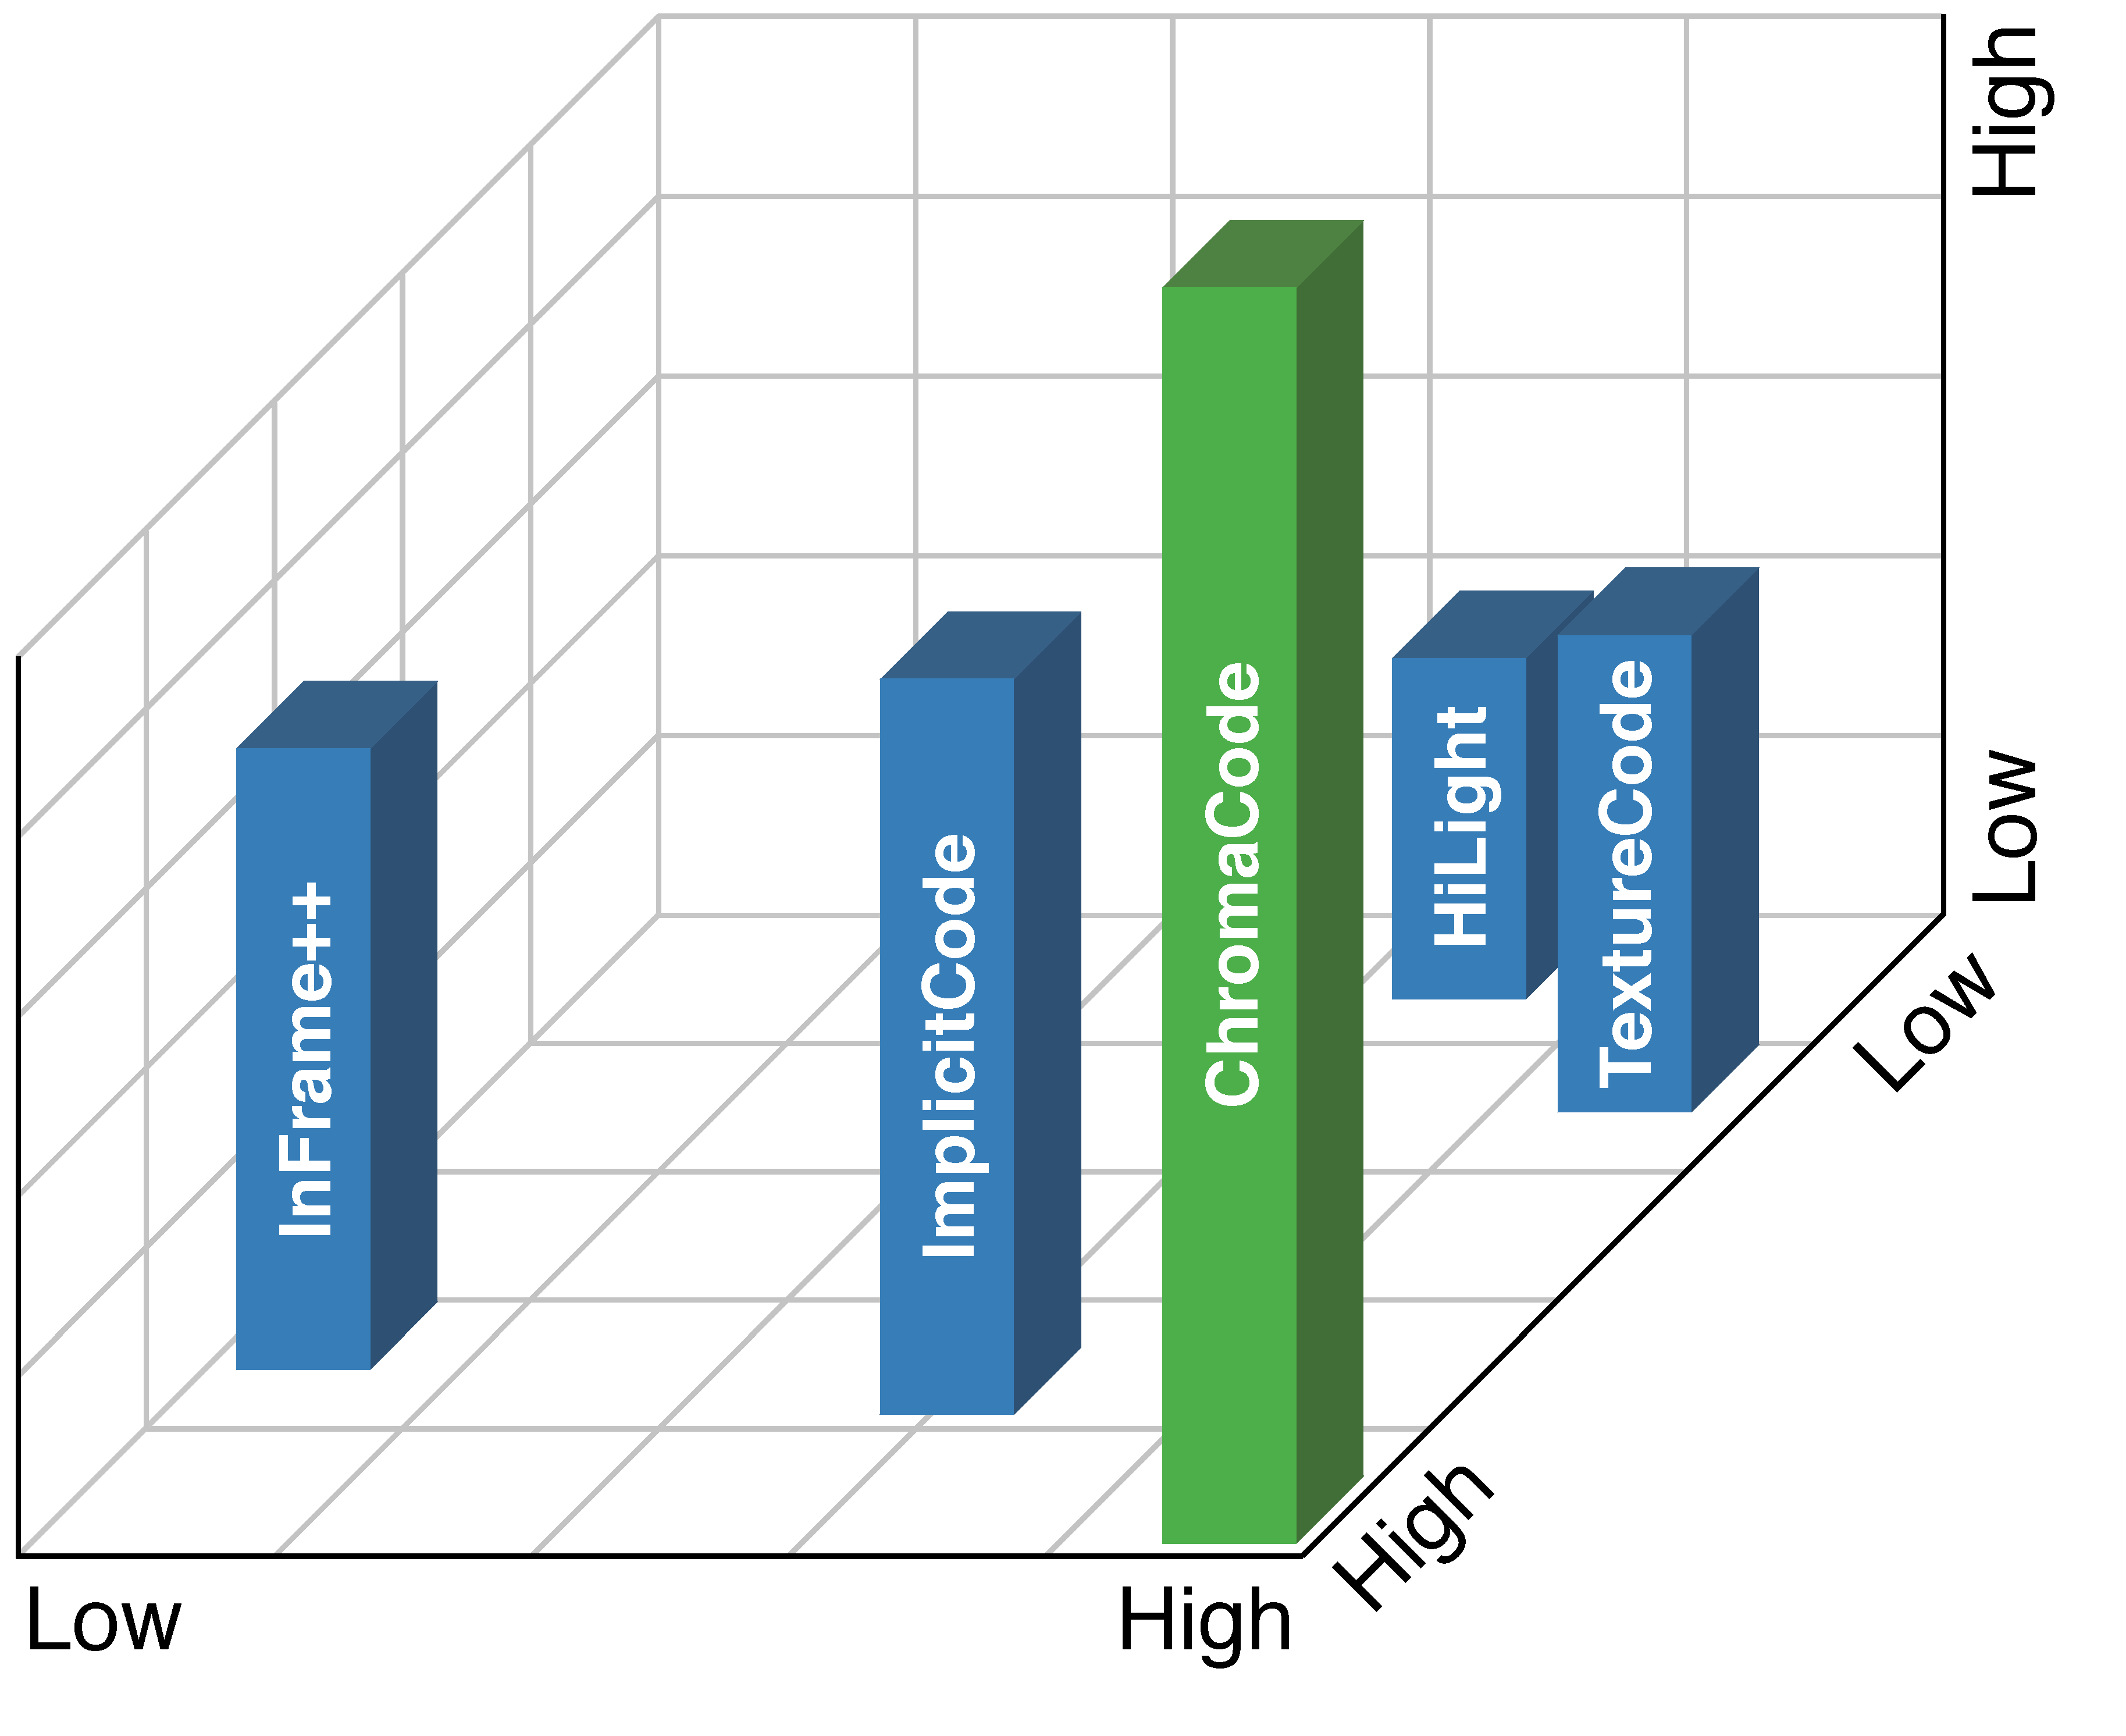 High
Low
Low
High
Low
High
InFrame++
ImplicitCode
ChromaCode
HiLight
TextureCode